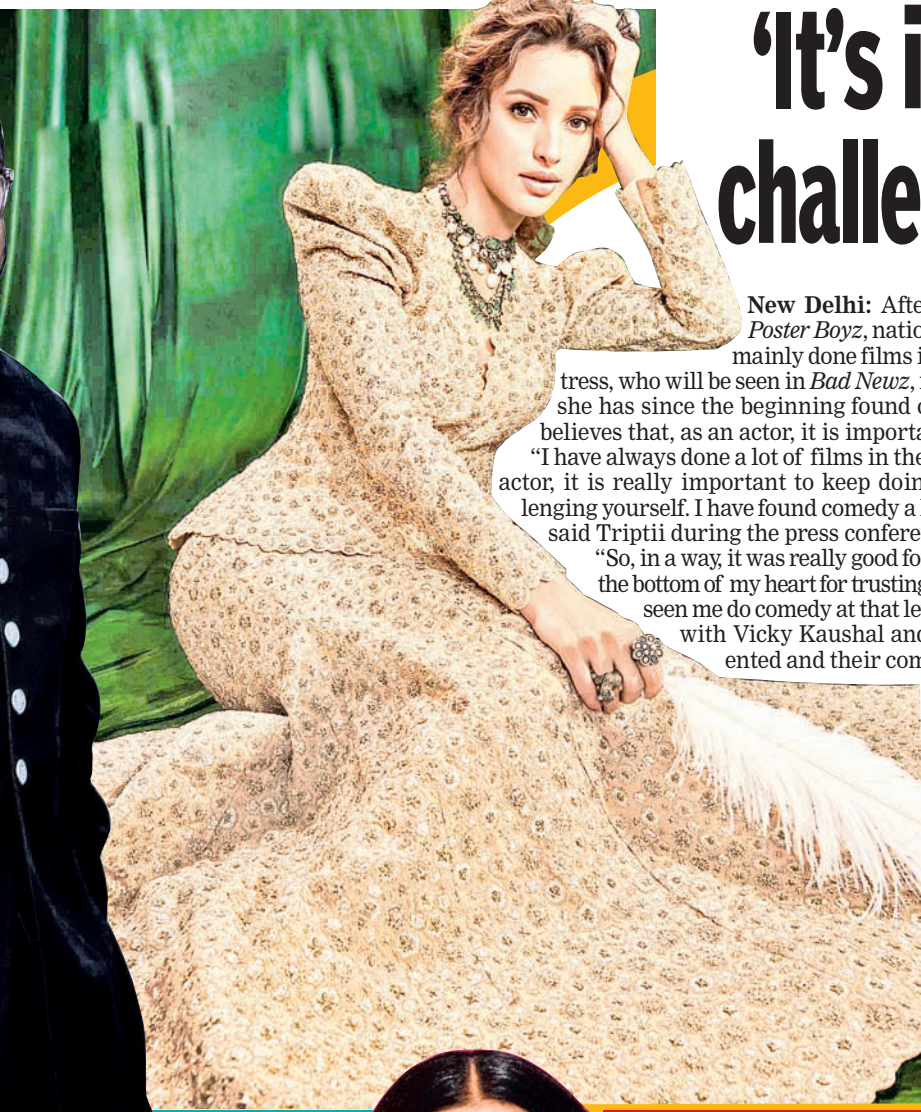 ‘It’s i
challe
New Delhi: Afte
Poster Boyz, natio
mainly done films i
tress, who will be seen in Bad Newz,
she has since the beginning found
believes that, as an actor, it is importa
“I have always done a lot of films in the
actor, it is really important to keep doin
lenging yourself. I have found comedy a
said Triptii during the press confere
“So, in a way, it was really good fo
the bottom of my heart for trusting
seen me do comedy at that le
with Vicky Kaushal and
ented and their com